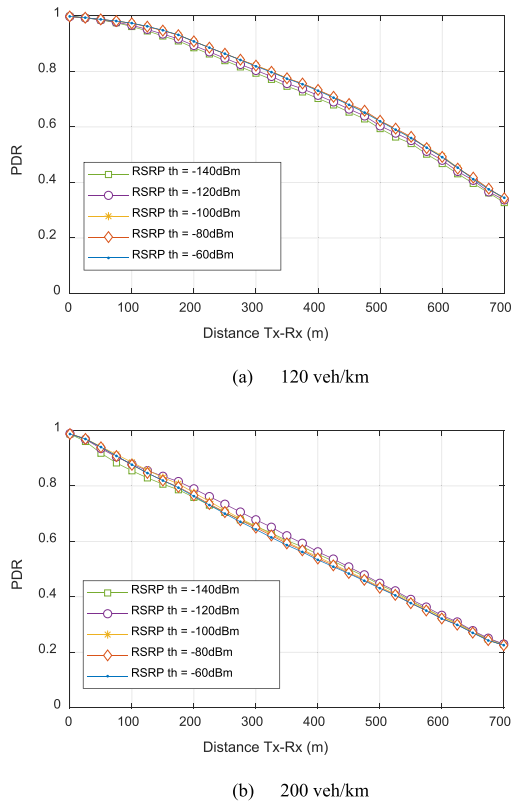 1
0.8
0.6
0.4
0.2
0
PDR
RSRP th = -140dBm
RSRP th = -120dBm
RSRP th = -100dBm
RSRP th = -80dBm
RSRP th = -60dBm
0 100 200 300 400 500 600 700
Distance Tx-Rx (m)
(a) 120 veh/km
1
0.8
0.6
0.4
0.2
0
PDR
RSRP th = -140dBm
RSRP th = -120dBm
RSRP th = -100dBm
RSRP th = -80dBm
RSRP th = -60dBm
0 100 200 300 400 500 600 700
Distance Tx-Rx (m)
(b) 200 veh/km